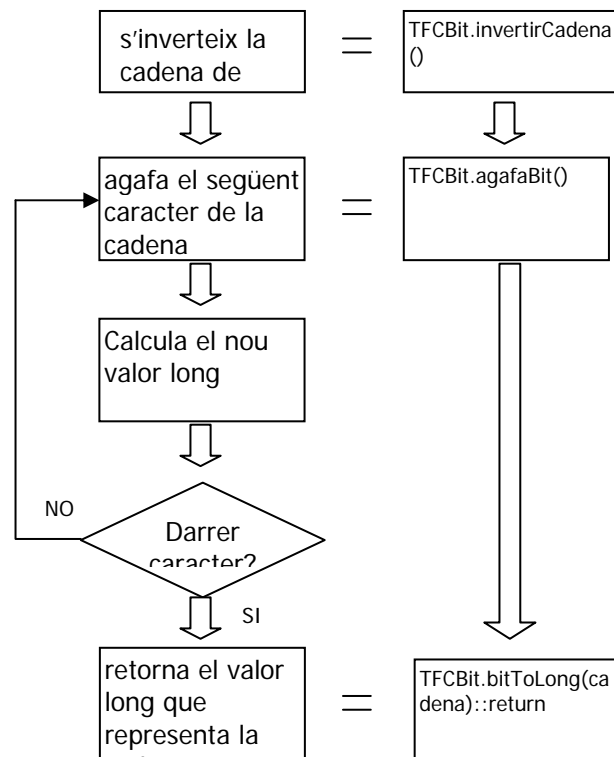 s'inverteix la
cadena de
=
TFCBit.invertirCadena
()
agafa el següent
caracter de la
cadena
=
TFCBit.agafaBit()
Calcula el nou
valor long
NO
Darrer
caracter?
SI
retorna el valor
long que
representa la
=
TFCBit.bitToLong(ca
dena)::return